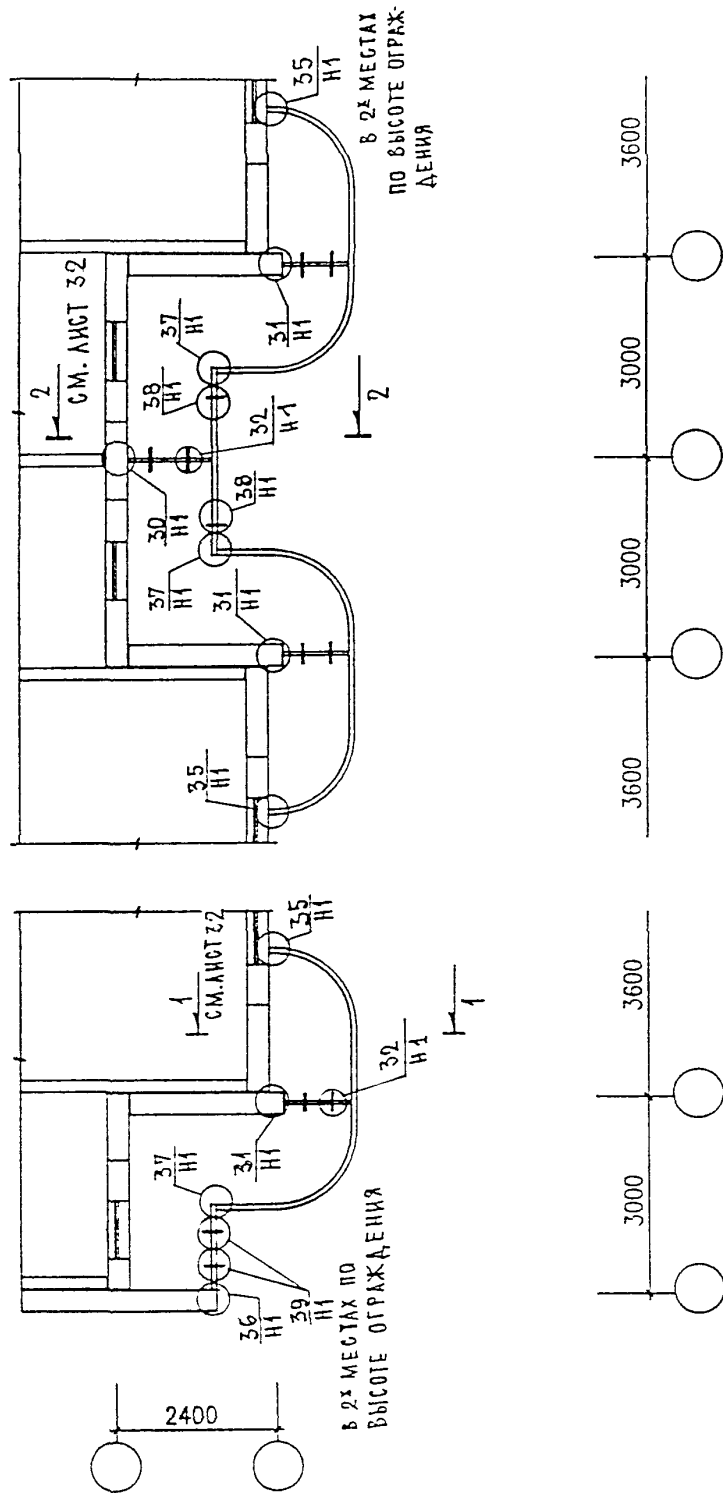 35
Н1
В 2Х МЕСТАХ
ПО ВЫСОТЕ ОГРАЖ-
ДЕНИЯ
3600
31
Н1
37
Н1
38
Н1
2
СМ. ЛИСТ 32
2
32
Н1
3000
30
Н1
38
Н1
37
Н1
31
Н1
3000
35
Н1
3600
35
Н1
1
СМ. ЛИСТ
1
3600
32
Н1
31
Н1
37
Н1
3000
39
Н1
36
Н1
В 2Х МЕСТАХ ПО
ВЫСОТЕ ОГРАЖДЕНИЯ
2400